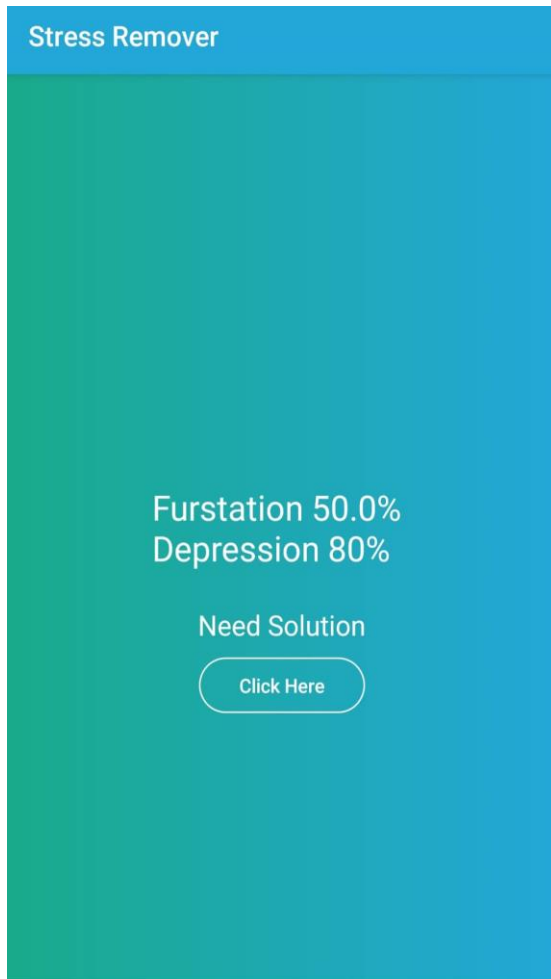 Stress Remover
Furstation 50.0%
Depression 80%
Need Solution
Click Here